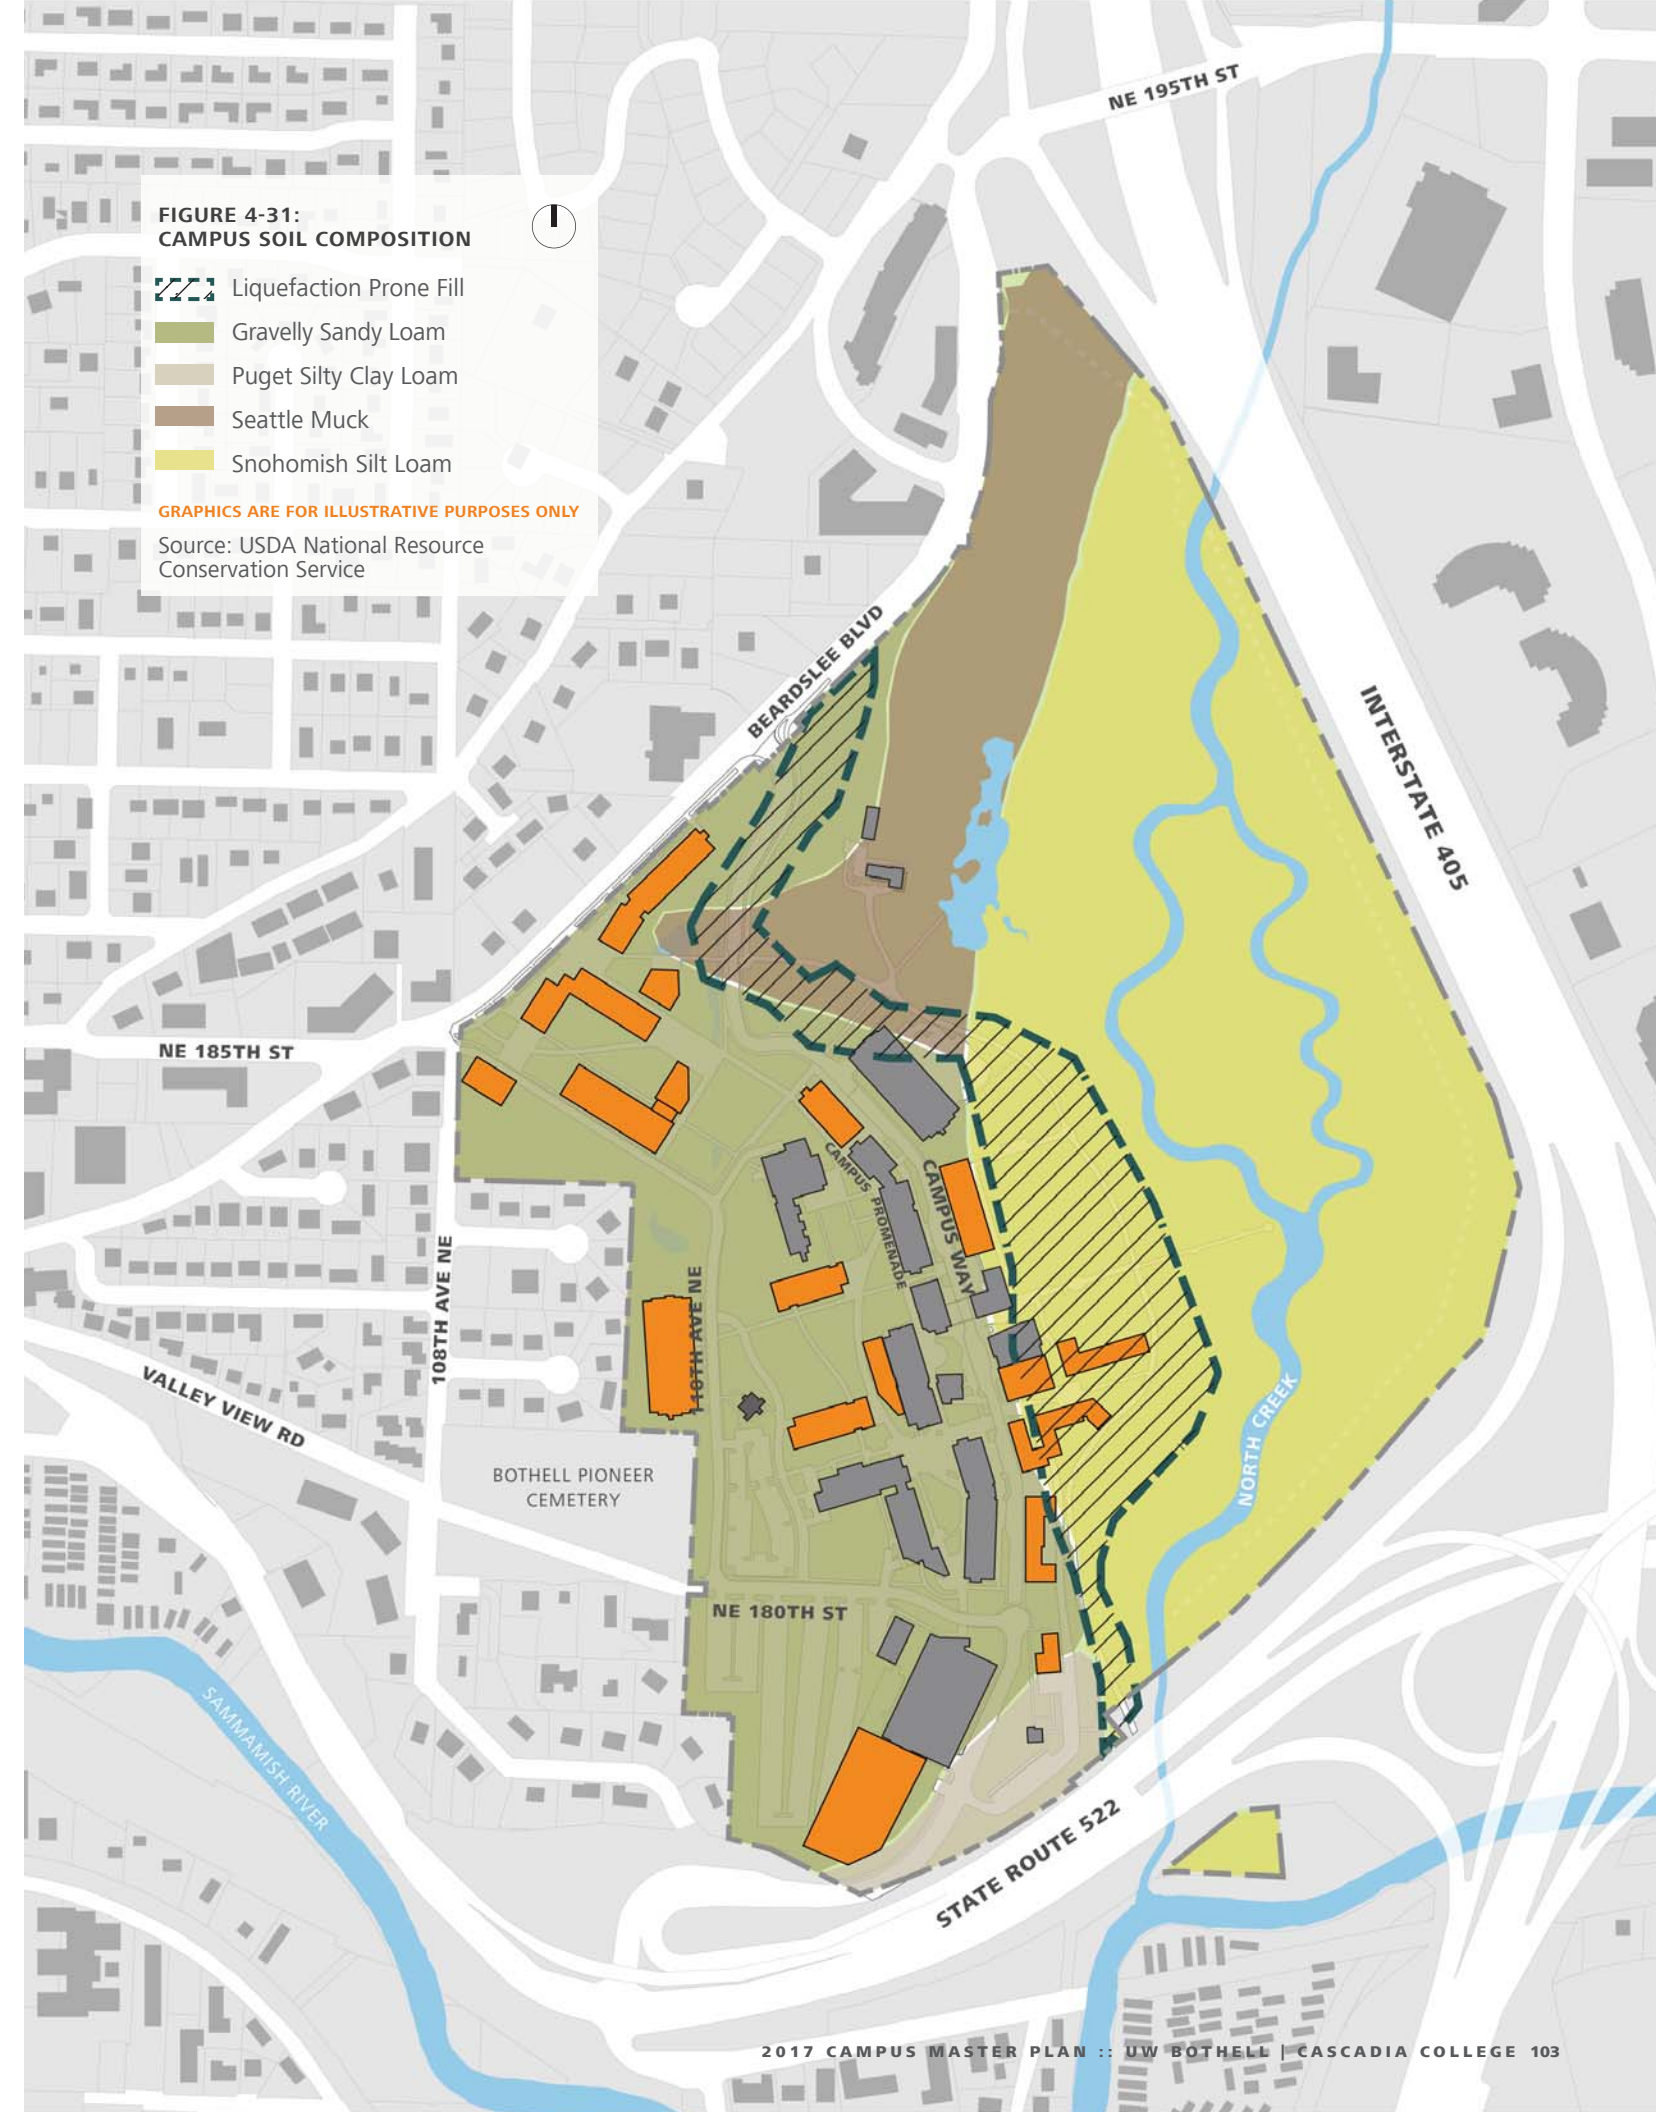 NE 195TH ST
FIGURE 4-31:
CAMPUS SOIL COMPOSITION
Liquefaction Prone Fill
Gravelly Sandy Loam
Puget Silty Clay Loam
Seattle Muck
Snohomish Silt Loam
GRAPHICS ARE FOR ILLUSTRATIVE PURPOSES ONLY
Source: USDA National Resource
Conservation Service
BEARDSLEE BLVD
INTERSTATE 405
NE 185TH ST
CAMPUS PROMENADE
CAMPUS WAY
108TH AVE NE
110TH AVE NE
VALLEY VIEW RD
NORTH CREEK
BOTHELL PIONEER
CEMETERY
NE 180TH ST
SAMMAMISH RIVER
STATE ROUTE 522
2017 CAMPUS MASTER PLAN :: UW BOTHELL | CASCADIA COLLEGE 103